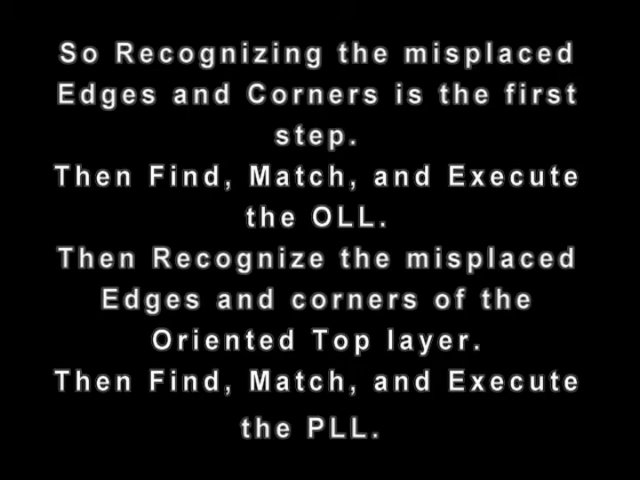 So Recognizing the misplaced
Edges and Corners is the first
step.
Then Find, Match, and Execute
the OLL.
Then Recognize the misplaced
Edges and corners of the
Oriented Top layer.
Then Find, Match, and Execute
the PLL.